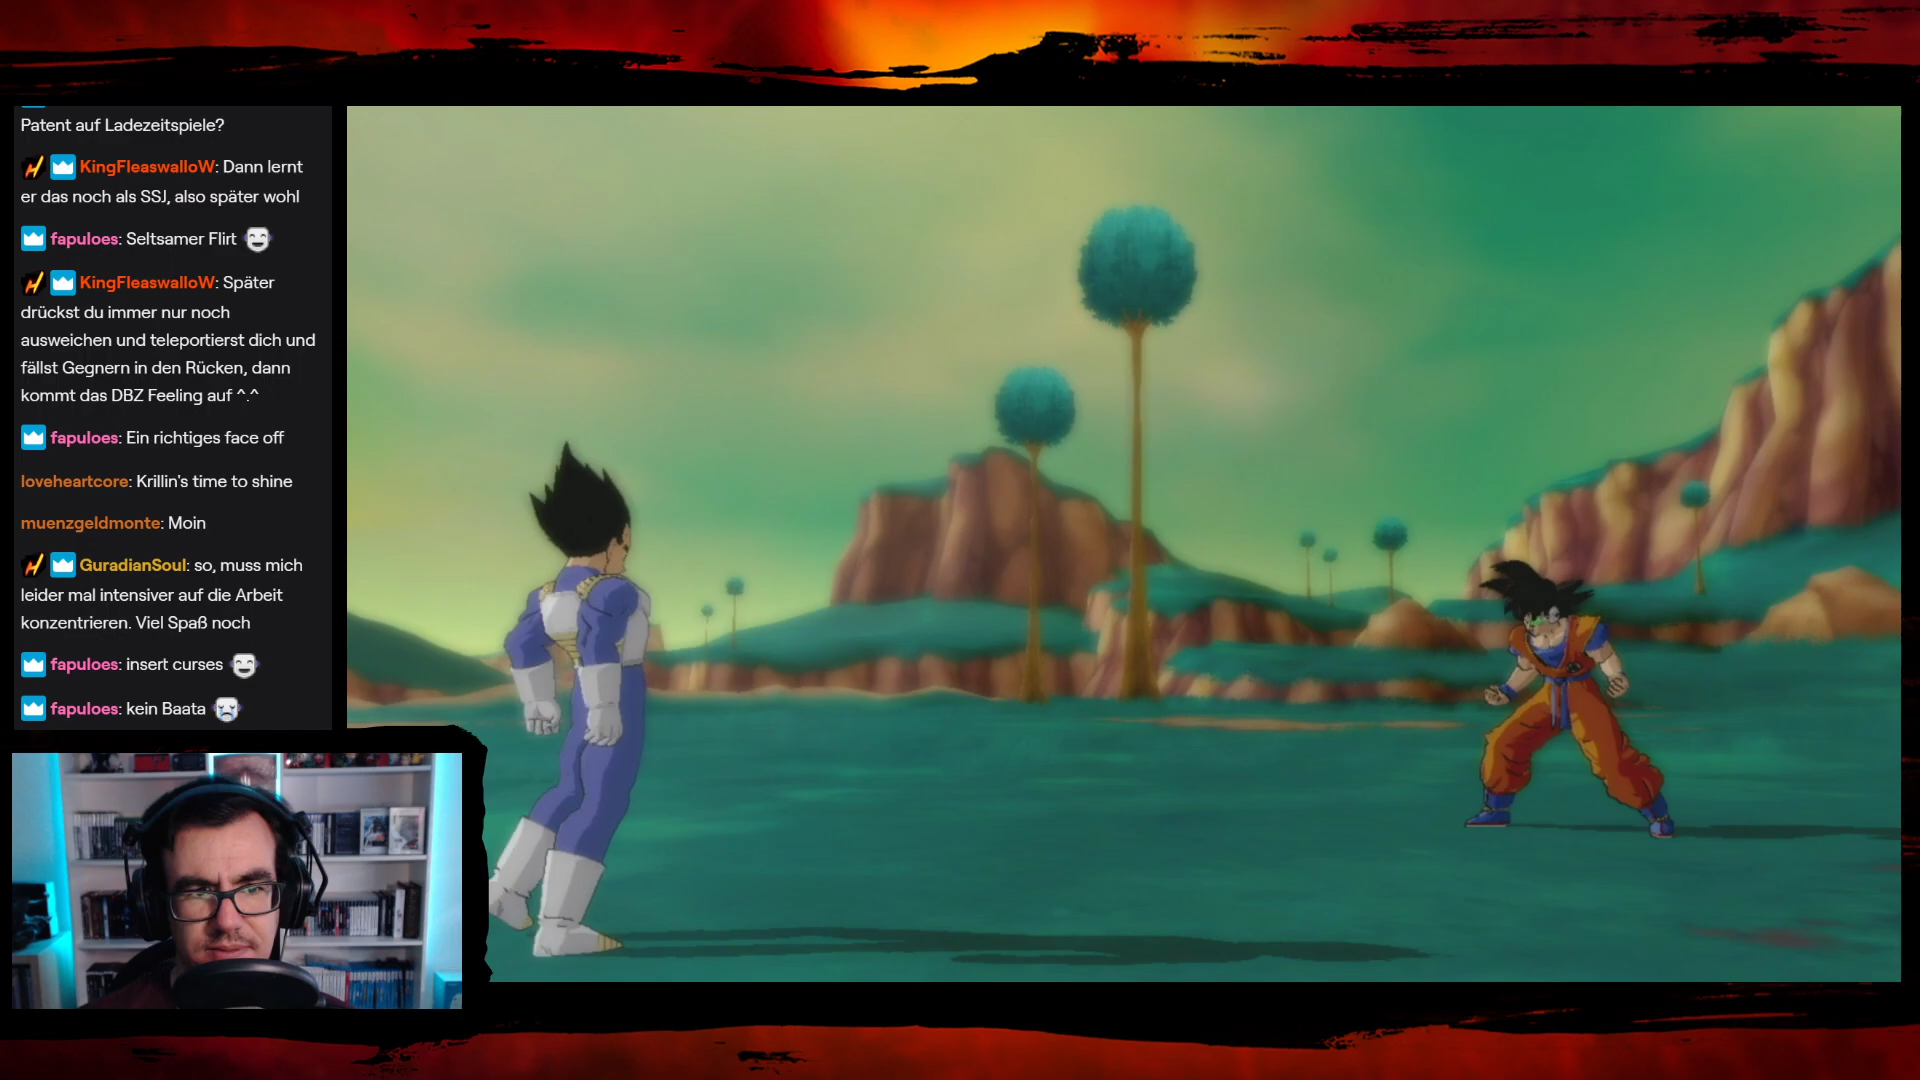 Patent auf Ladezeitspiele?
KingFleaswalloW: Dann lernt
er das noch als SSJ, also später wohl
fapuloes: Seltsamer Flirt
KingFleaswalloW: Später
drückst du immer nur noch
ausweichen und teleportierst dich und
fällst Gegnern in den Rücken, dann
kommt das DBZ Feeling auf ^.^
fapuloes: Ein richtiges face off
loveheartcore: Krillin's time to shine
muenzgeldmonte: Moin
GuradianSoul: so, muss mich
leider mal intensiver auf die Arbeit
konzentrieren. Viel Spaß noch
fapuloes: insert curses
fapuloes: kein Baata